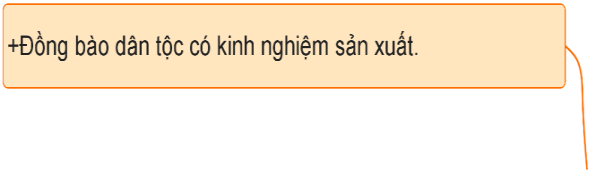 +Đồng bào dân tộc có kinh nghiệm sản xuất.